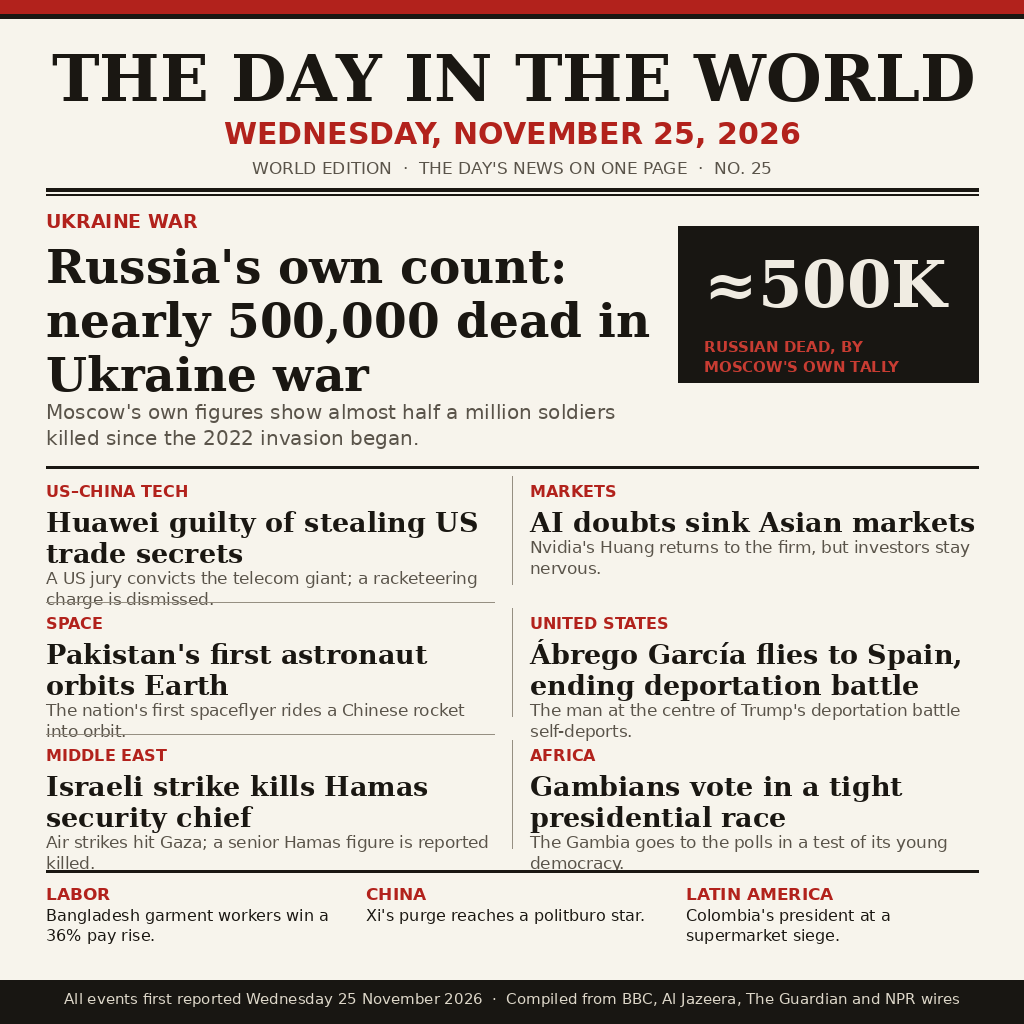 THE DAY IN THE WORLD
WEDNESDAY, NOVEMBER 25, 2026
WORLD EDITION · THE DAY'S NEWS ON ONE PAGE · NO. 25
UKRAINE WAR
Russia's own count:
nearly 500,000 dead in
Ukraine war
Moscow's own figures show almost half a million soldiers
killed since the 2022 invasion began.
≈500K
RUSSIAN DEAD, BY
MOSCOW'S OWN TALLY
US–CHINA TECH
Huawei guilty of stealing US
trade secrets
A US jury convicts the telecom giant; a racketeering
charge is dismissed.
MARKETS
AI doubts sink Asian markets
Nvidia's Huang returns to the firm, but investors stay
nervous.
SPACE
Pakistan's first astronaut
orbits Earth
The nation's first spaceflyer rides a Chinese rocket
into orbit.
UNITED STATES
Ábrego García flies to Spain,
ending deportation battle
The man at the centre of Trump's deportation battle
self-deports.
MIDDLE EAST
Israeli strike kills Hamas
security chief
Air strikes hit Gaza; a senior Hamas figure is reported
killed.
AFRICA
Gambians vote in a tight
presidential race
The Gambia goes to the polls in a test of its young
democracy.
LABOR
Bangladesh garment workers win a
36% pay rise.
CHINA
Xi's purge reaches a politburo star.
LATIN AMERICA
Colombia's president at a
supermarket siege.
All events first reported Wednesday 25 November 2026 · Compiled from BBC, Al Jazeera, The Guardian and NPR wires